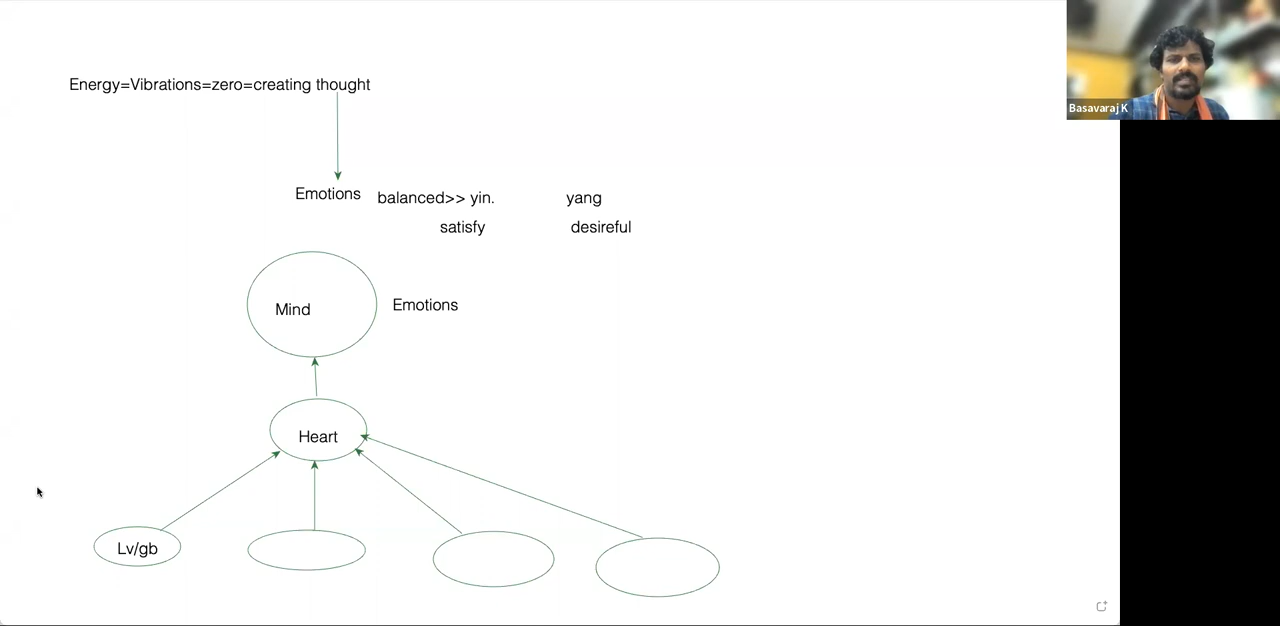 Energy=Vibrations=zero=creating thought
Basavaraj K
Emotions balanced>> yin. yang
satisfy desireful
Mind
Emotions
Heart
Lv/gb